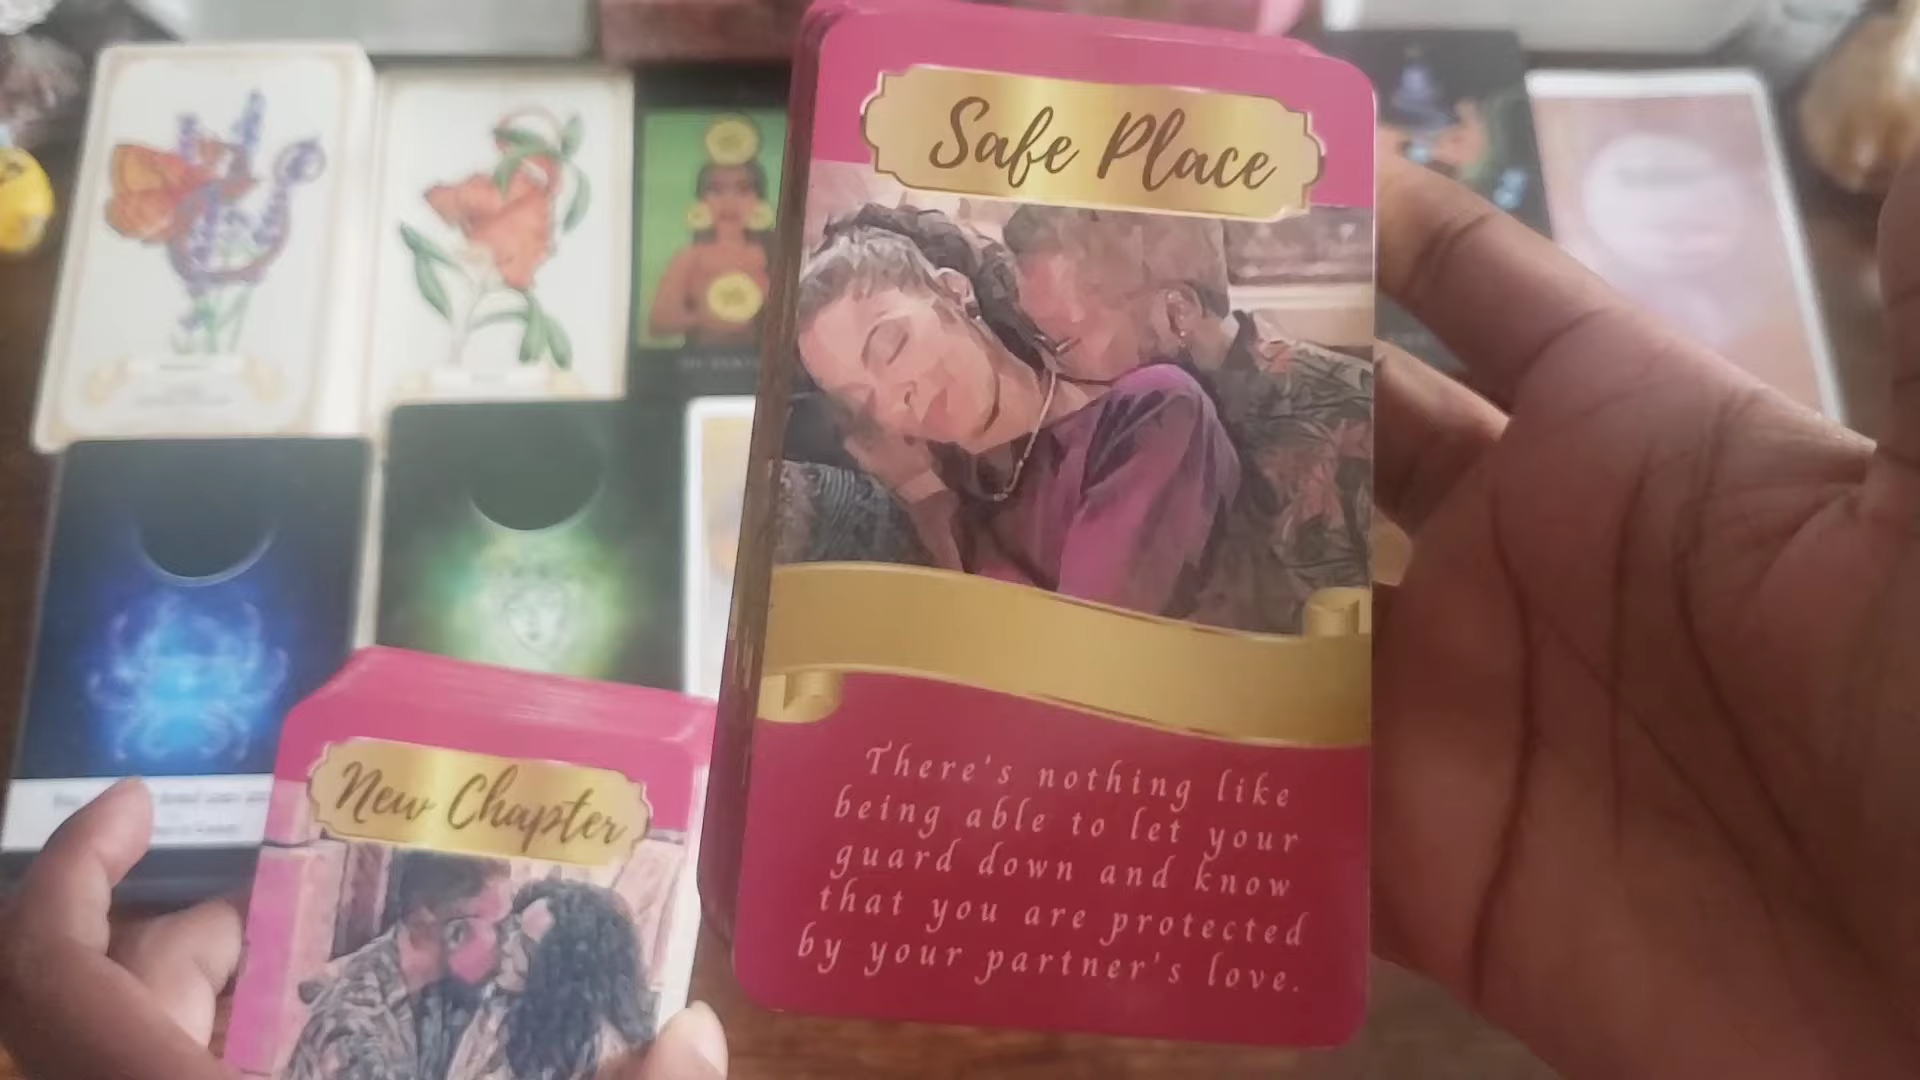 Safe Place
There's nothing like
being able to let your
guard down and know
that you are protected
by your partner's love.
New Chapter